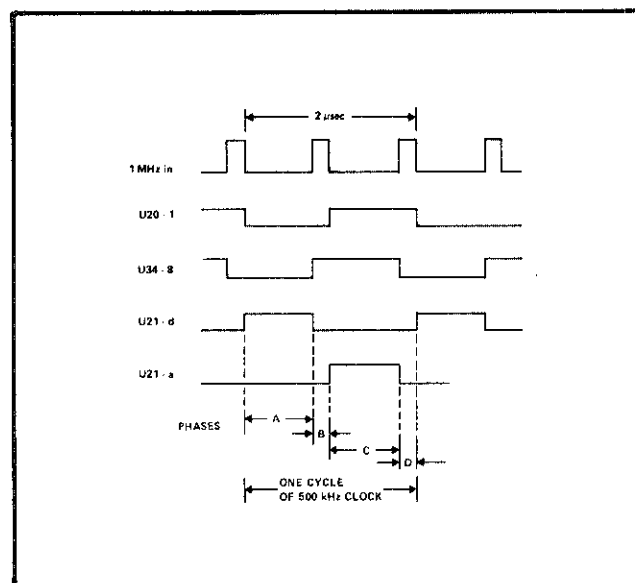 2 μsec
1 MHz in
U20 - 1
U34 - 8
U21 - d
U21 - a
PHASES
A
B
C
D
ONE CYCLE
OF 500 kHz CLOCK